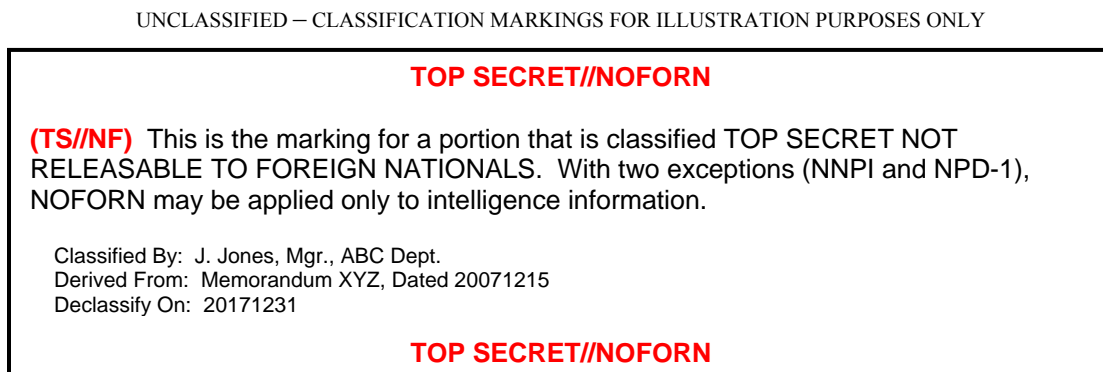 UNCLASSIFIED – CLASSIFICATION MARKINGS FOR ILLUSTRATION PURPOSES ONLY
TOP SECRET//NOFORN
(TS//NF) This is the marking for a portion that is classified TOP SECRET NOT
RELEASABLE TO FOREIGN NATIONALS. With two exceptions (NNPI and NPD-1),
NOFORN may be applied only to intelligence information.
Classified By: J. Jones, Mgr., ABC Dept.
Derived From: Memorandum XYZ, Dated 20071215
Declassify On: 20171231
TOP SECRET//NOFORN